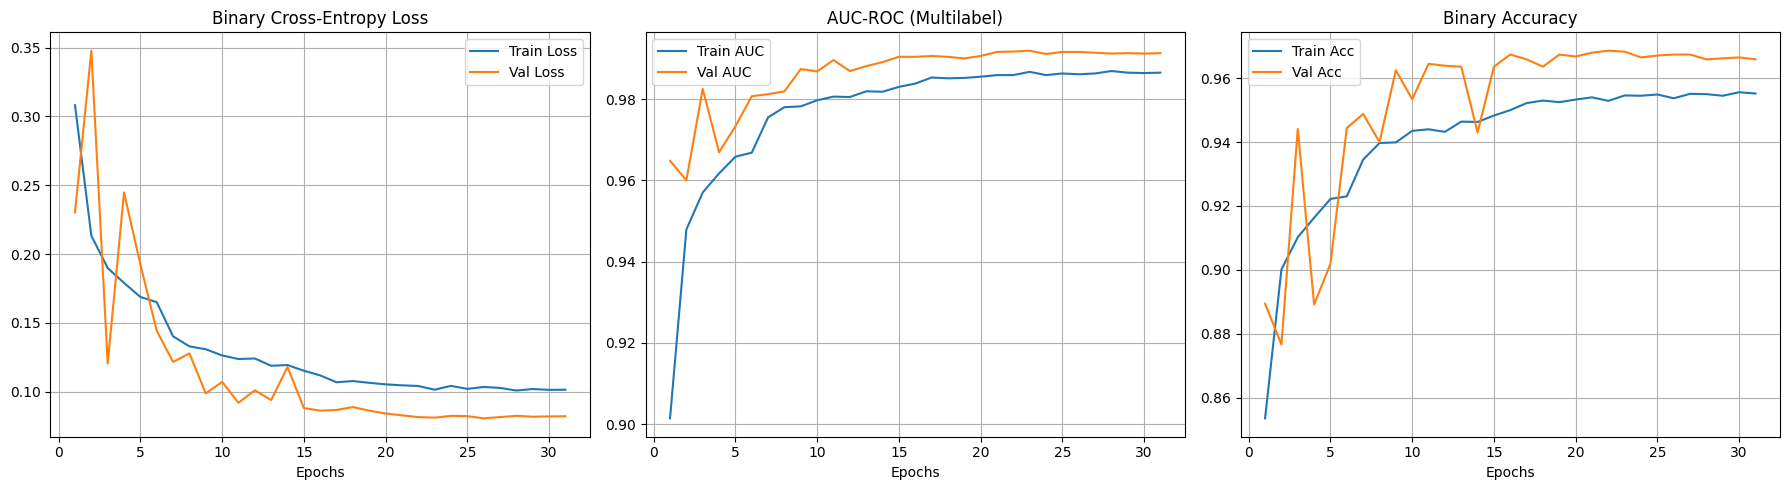 Binary Cross-Entropy Loss
0.35
0.30
0.25
0.20
0.15
0.10
Train Loss
Val Loss
0 5 10 15 20 25 30
Epochs
AUC-ROC (Multilabel)
0.98
0.96
0.94
0.92
0.90
Train AUC
Val AUC
0 5 10 15 20 25 30
Epochs
Binary Accuracy
0.96
0.94
0.92
0.90
0.88
0.86
Train Acc
Val Acc
0 5 10 15 20 25 30
Epochs